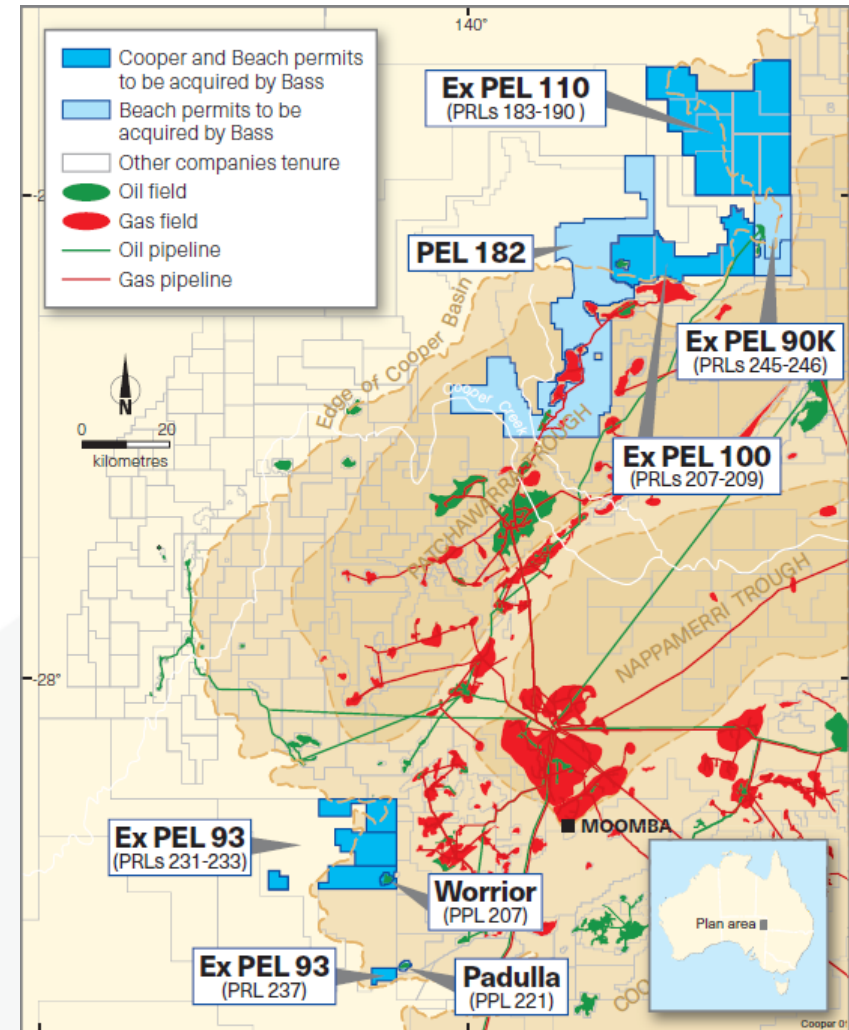 140°
Cooper and Beach permits
to be acquired by Bass
Beach permits to be
acquired by Bass
Other companies tenure
Oil field
Gas field
Oil pipeline
Gas pipeline
Ex PEL 110
(PRLs 183-190 )
8
PEL 182
Ex PEL 90K
(PRLs 245-246)
Edge of Cooper Basin
N
0 20
kilometres
Cooper Creek
Ex PEL 100
(PRLs 207-209)
PATCHAWARRA TROUGH
NAPPAMERRI TROUGH
-28°
MOOMBA
Ex PEL 93
(PRLs 231-233)
Worrior
(PPL 207)
Plan area
Ex PEL 93
(PRL 237)
Padulla
(PPL 221)
140°
Cooper